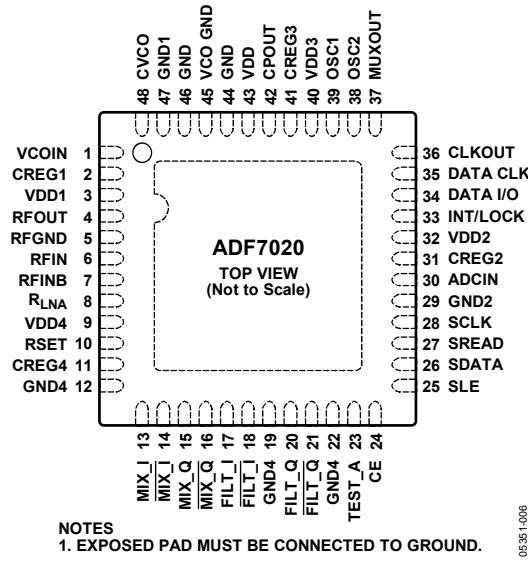 48 CVCO
47 GND1
46 GND
45 VCO GND
44 GND
43 VDD
42 CPOUT
41 CREG3
40 VDD3
39 OSC1
38 OSC2
37 MUXOUT
VCOIN 1
CREG1 2
VDD1 3
RFOUT 4
RFGND 5
RFIN 6
RFINB 7
RLNA 8
VDD4 9
RSET 10
CREG4 11
GND4 12
ADF7020
TOP VIEW
(Not to Scale)
36 CLKOUT
35 DATA CLK
34 DATA I/O
33 INT/LOCK
32 VDD2
31 CREG2
30 ADCIN
29 GND2
28 SCLK
27 SREAD
26 SDATA
25 SLE
MIX_I 13
MIX_I 14
MIX_Q 15
MIX_Q 16
FILT_I 17
FILT_I 18
GND4 19
FILT_Q 20
FILT_Q 21
GND4 22
TEST_A 23
CE 24
NOTES
1. EXPOSED PAD MUST BE CONNECTED TO GROUND.
05351-006